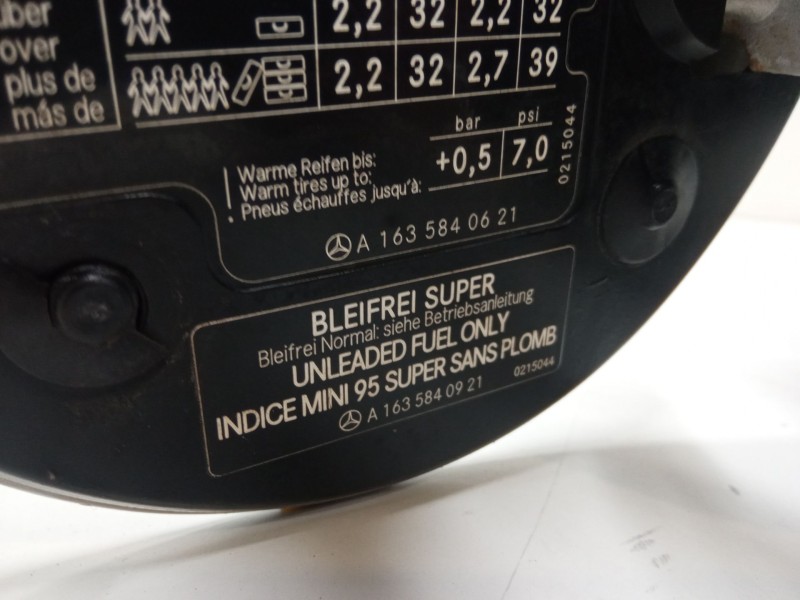 über
over
plus de
más de
2,2 32 2,2 32
2,2 32 2,7 39
bar psi
+0,5 7,0
Warme Reifen bis:
Warm tires up to:
Pneus échauffes jusqu'à:
0215044
A 163 584 06 21
BLEIFREI SUPER
Bleifrei Normal: siehe Betriebsanleitung
UNLEADED FUEL ONLY
INDICE MINI 95 SUPER SANS PLOMB
0215044
A 163 584 09 21